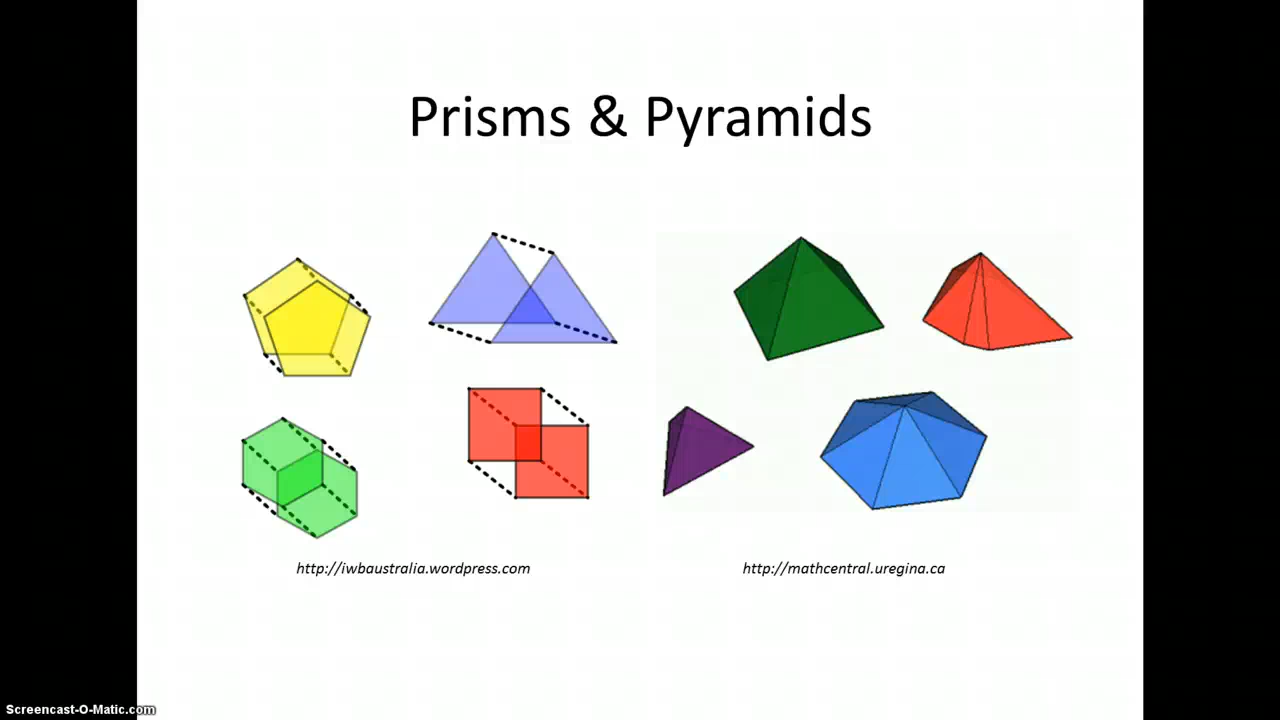 Prisms & Pyramids
http://iwbaustralia.wordpress.com
http://mathcentral.uregina.ca
Screencast-O-Matic.com